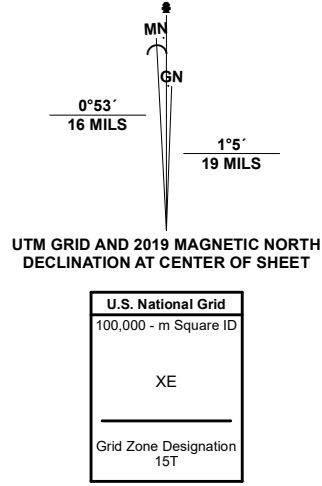 MN
GN
0°53´
16 MILS
1°5´
19 MILS
UTM GRID AND 2019 MAGNETIC NORTH
DECLINATION AT CENTER OF SHEET
U.S. National Grid
100,000 - m Square ID
XE
Grid Zone Designation
15T